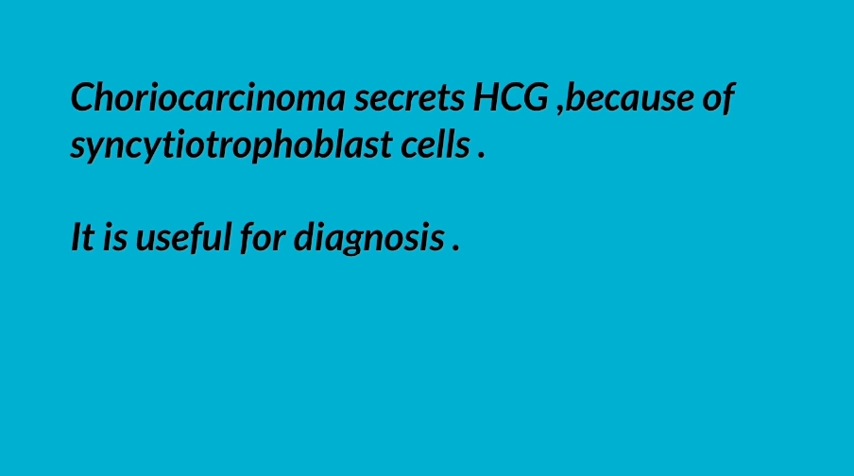 Choriocarcinoma secrets HCG ,because of
syncytiotrophoblast cells .
It is useful for diagnosis .